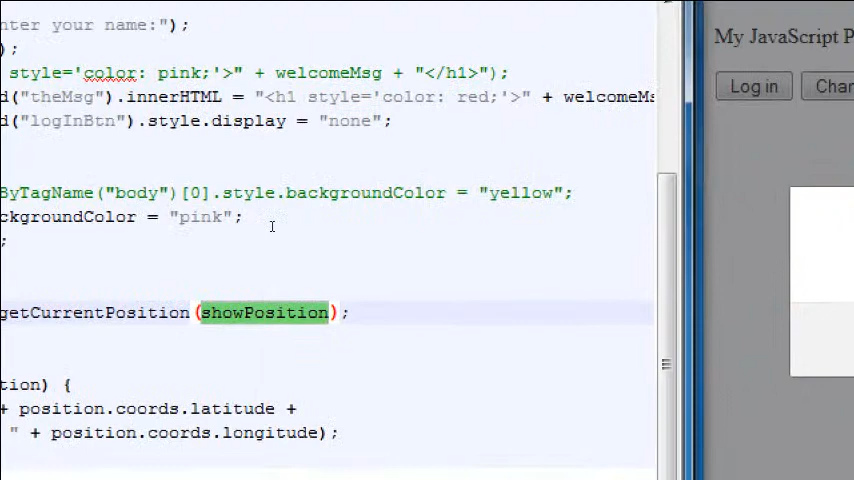 nter your name:");
);
style='color: pink;'>" + welcomeMsg + "</h1>");
d("theMsg").innerHTML = "<h1 style='color: red;'>" + welcomeMs
d("logInBtn").style.display = "none";
ByTagName("body")[0].style.backgroundColor = "yellow";
ckgroundColor = "pink";
;
getCurrentPosition(showPosition);
tion) {
+ position.coords.latitude +
" + position.coords.longitude);
My JavaScript P
Log in
Chan